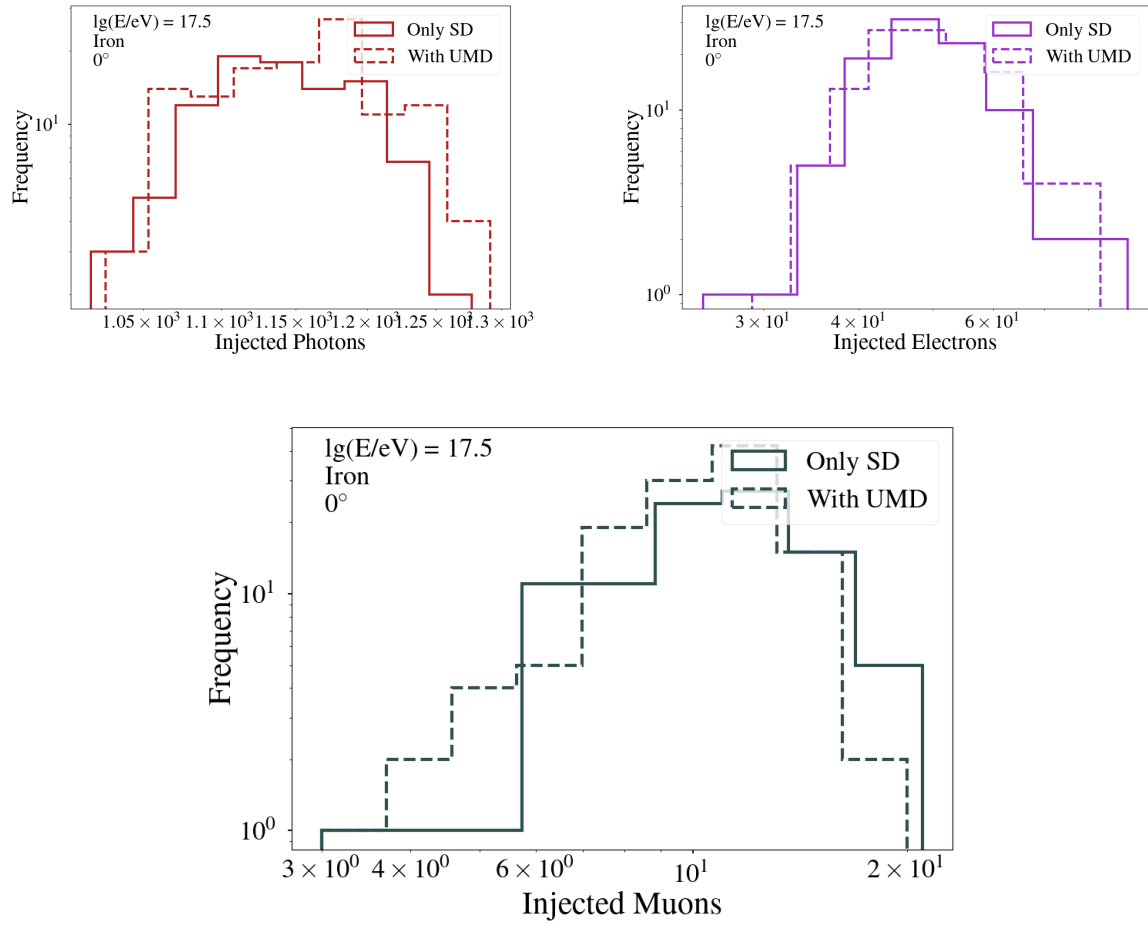 lg(E/eV) = 17.5
Iron
0°
Only SD
With UMD
Frequency
10¹
1.05 × 10³ 1.1 × 10³ 1.15 × 10³ 1.2 × 10³ 1.25 × 10³ 1.3 × 10³
Injected Photons
lg(E/eV) = 17.5
Iron
0°
Only SD
With UMD
Frequency
10¹
10⁰
3 × 10¹ 4 × 10¹ 6 × 10¹
Injected Electrons
lg(E/eV) = 17.5
Iron
0°
Only SD
With UMD
Frequency
10¹
10⁰
3 × 10⁰ 4 × 10⁰ 6 × 10⁰ 10¹ 2 × 10¹
Injected Muons